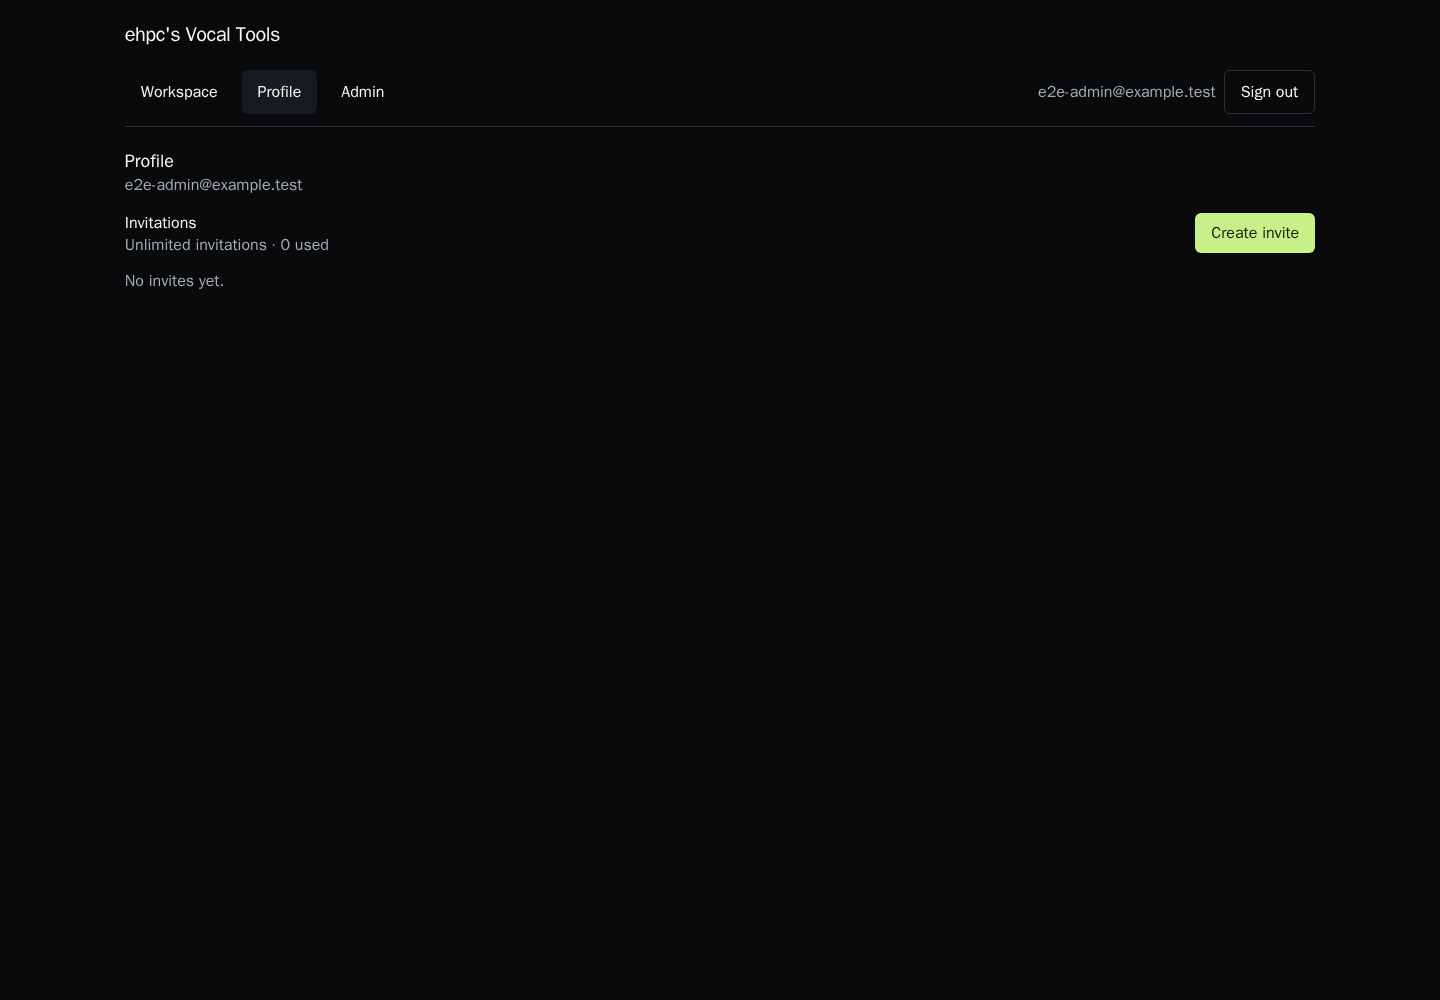 ehpc's Vocal Tools
Workspace Profile Admin e2e-admin@example.test Sign out
Profile
e2e-admin@example.test
Invitations
Unlimited invitations · 0 used
Create invite
No invites yet.